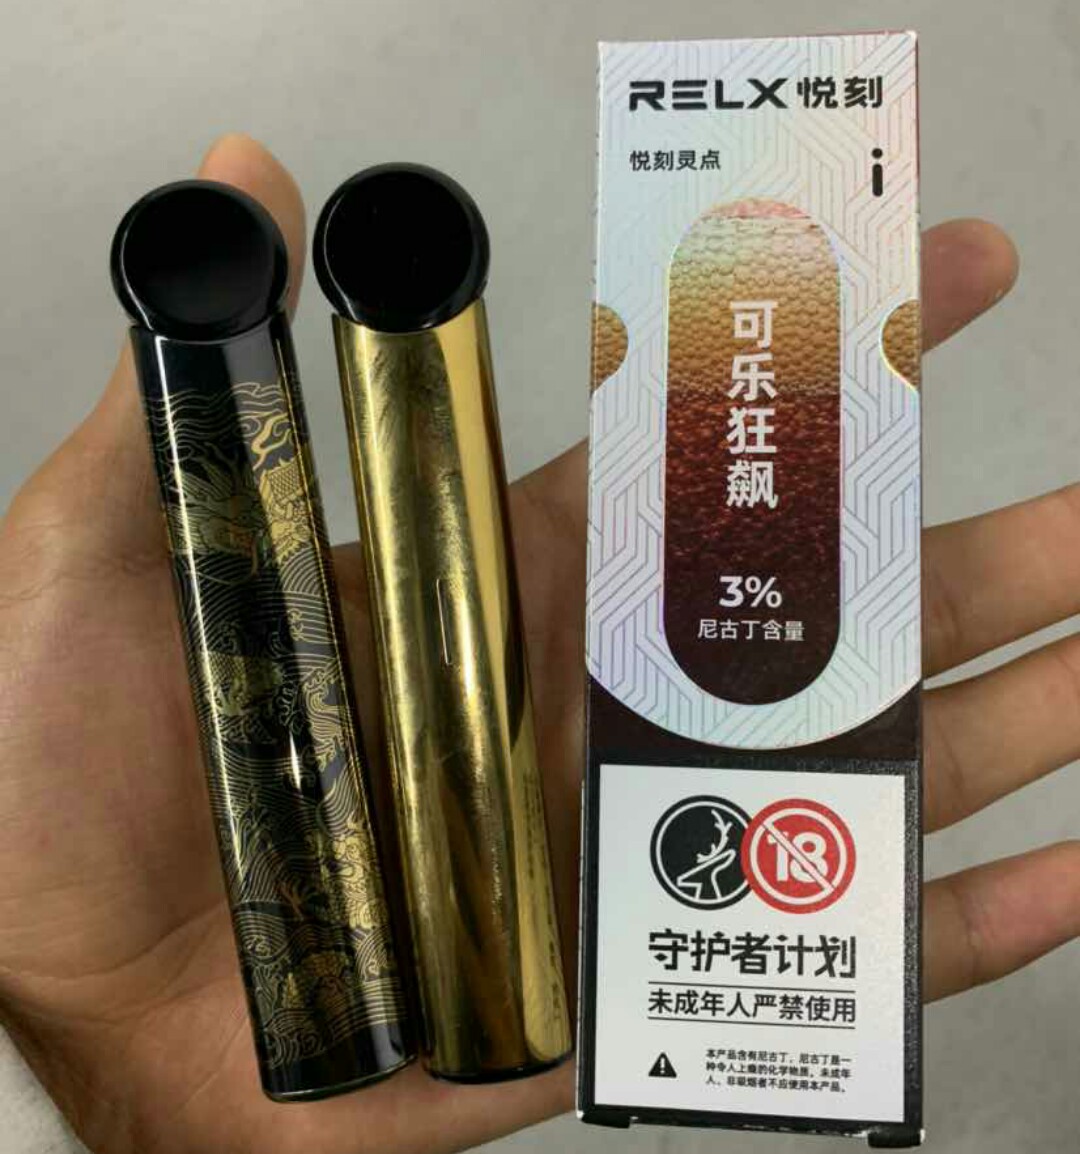 RELX 悦刻
悦刻灵点
i
可乐狂飙
3%
尼古丁含量
18
守护者计划
未成年人严禁使用
本产品含有尼古丁，尼古丁是一
种令人上瘾的化学物质。未成年
人、非吸烟者不应使用本产品。